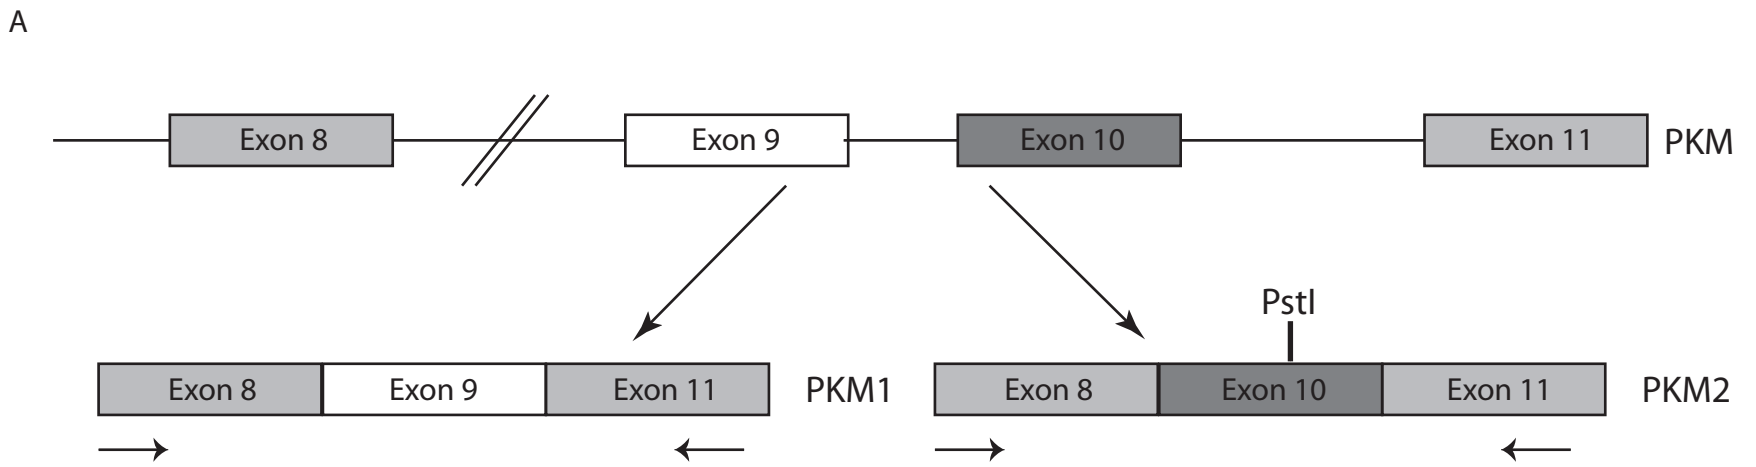 A
Exon 8 Exon 9 Exon 10 Exon 11 PKM
PstI
Exon 8 Exon 9 Exon 11 PKM1 Exon 8 Exon 10 Exon 11 PKM2